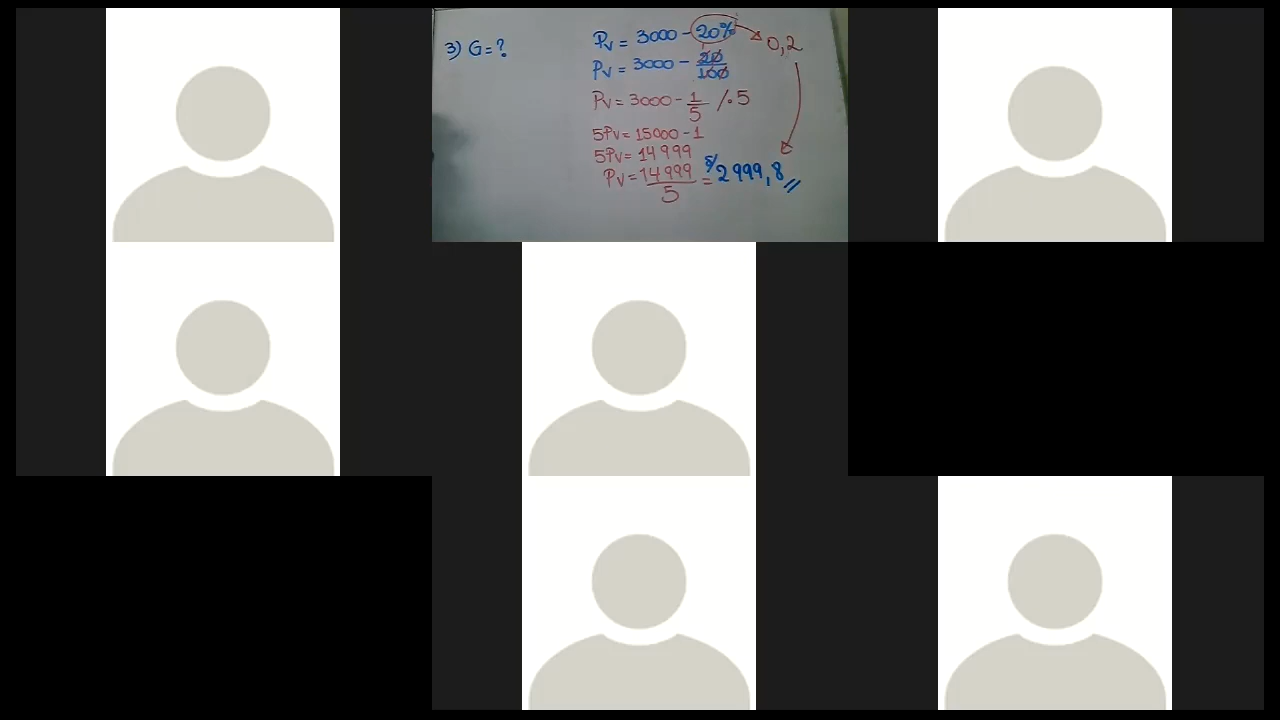 3) G = ?
Pv = 3000 - 20% → 0,2
Pv = 3000 - 20/100
Pv = 3000 - 1/5 /.5
5Pv = 15000 - 1
5Pv = 14999
Pv = 14999/5 = $/2999,8 //